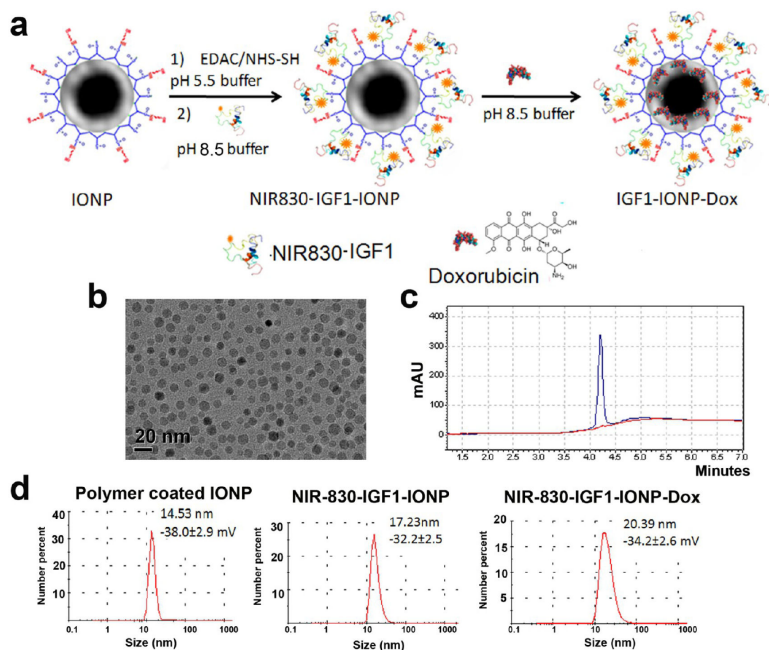 a
1) EDAC/NHS-SH
pH 5.5 buffer
2)
pH 8.5 buffer
pH 8.5 buffer
IONP
NIR830-IGF1-IONP
IGF1-IONP-Dox
NIR830-IGF1
Doxorubicin
O
OH
O
OH
OH
O
O
OH
O
O
OH
NH₂
b
20 nm
c
mAU
400
300
200
100
0
1.5
2.0
2.5
3.0
3.5
4.0
4.5
5.0
5.5
6.0
6.5
7.0
Minutes
d
Polymer coated IONP
14.53 nm
-38.0±2.9 mV
Number percent
40
30
20
10
0.1
1
10
100
1000
Size (nm)
NIR-830-IGF1-IONP
17.23nm
-32.2±2.5
Number percent
30
20
10
0.1
1
10
100
1000
Size (nm)
NIR-830-IGF1-IONP-Dox
20.39 nm
-34.2±2.6 mV
Number percent
20
15
10
5
0.1
1
10
100
1000
Size (nm)